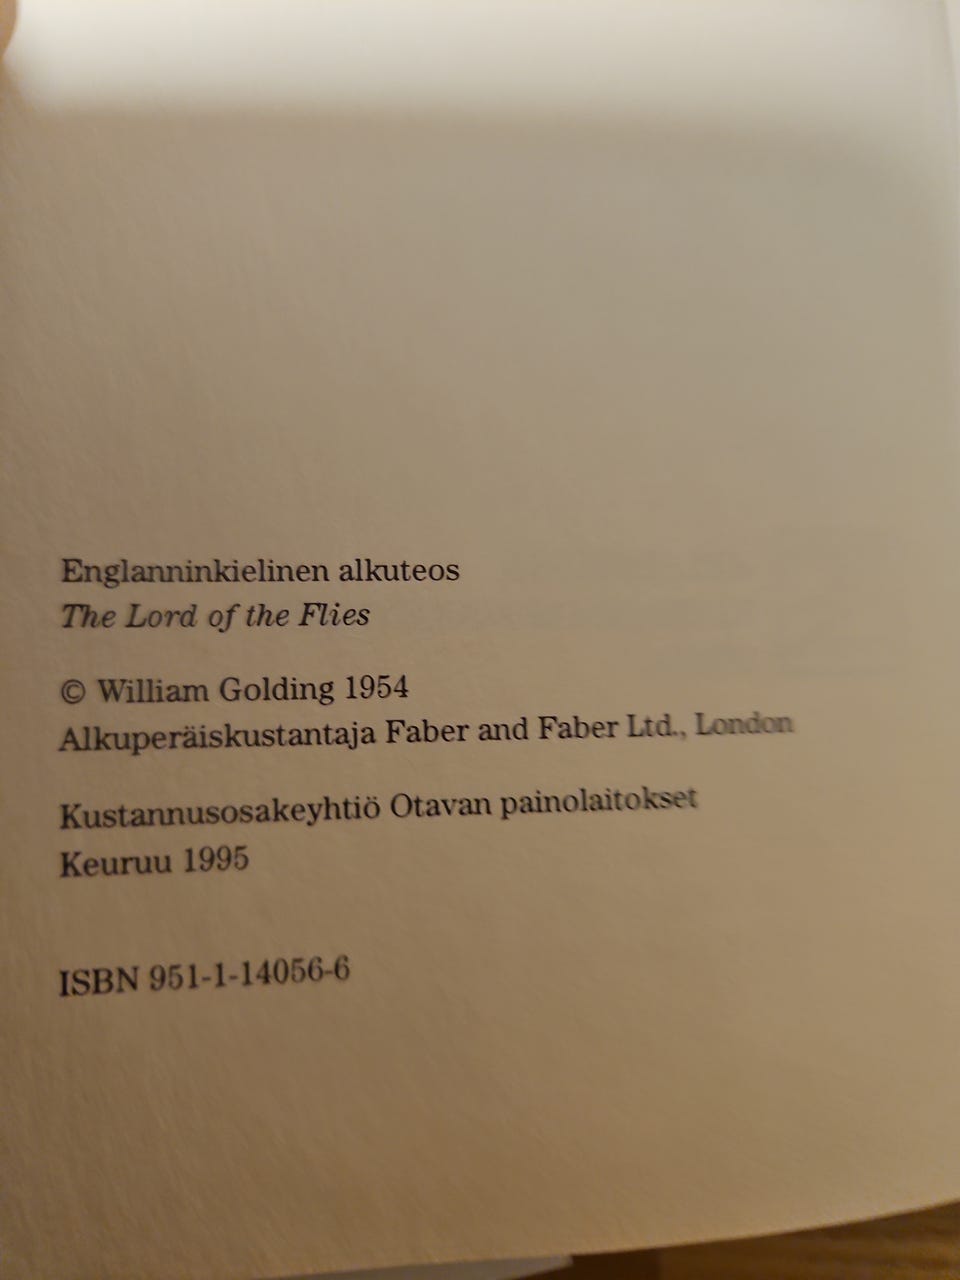 Englanninkielinen alkuteos
The Lord of the Flies
© William Golding 1954
Alkuperäiskustantaja Faber and Faber Ltd., London
Kustannusosakeyhtiö Otavan painolaitokset
Keuruu 1995
ISBN 951-1-14056-6